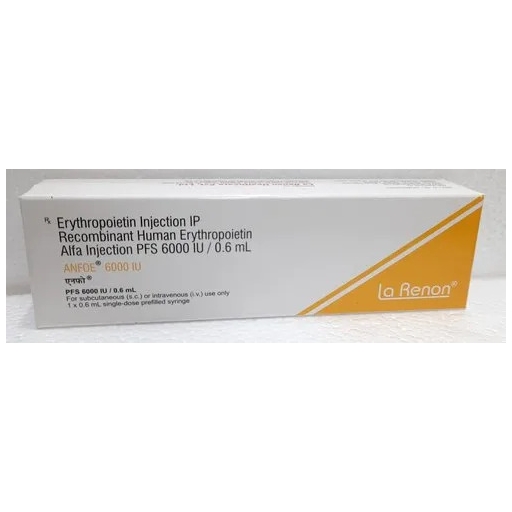 Rx Erythropoietin Injection IP
Recombinant Human Erythropoietin
Alfa Injection PFS 6000 IU / 0.6 mL
ANFOE® 6000 IU
एनफो®
PFS 6000 IU / 0.6 mL
For subcutaneous (s.c.) or intravenous (i.v.) use only
1 x 0.6 mL single-dose prefilled syringe
La Renon®